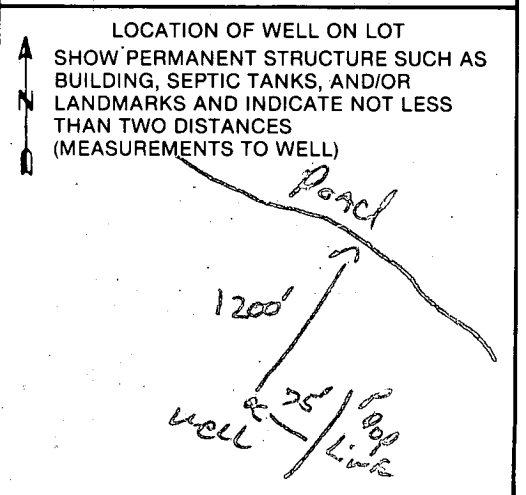 LOCATION OF WELL ON LOT
SHOW PERMANENT STRUCTURE SUCH AS
BUILDING, SEPTIC TANKS, AND/OR
N LANDMARKS AND INDICATE NOT LESS
THAN TWO DISTANCES
(MEASUREMENTS TO WELL)
Road
1200'
Well
75'
Prop
Line